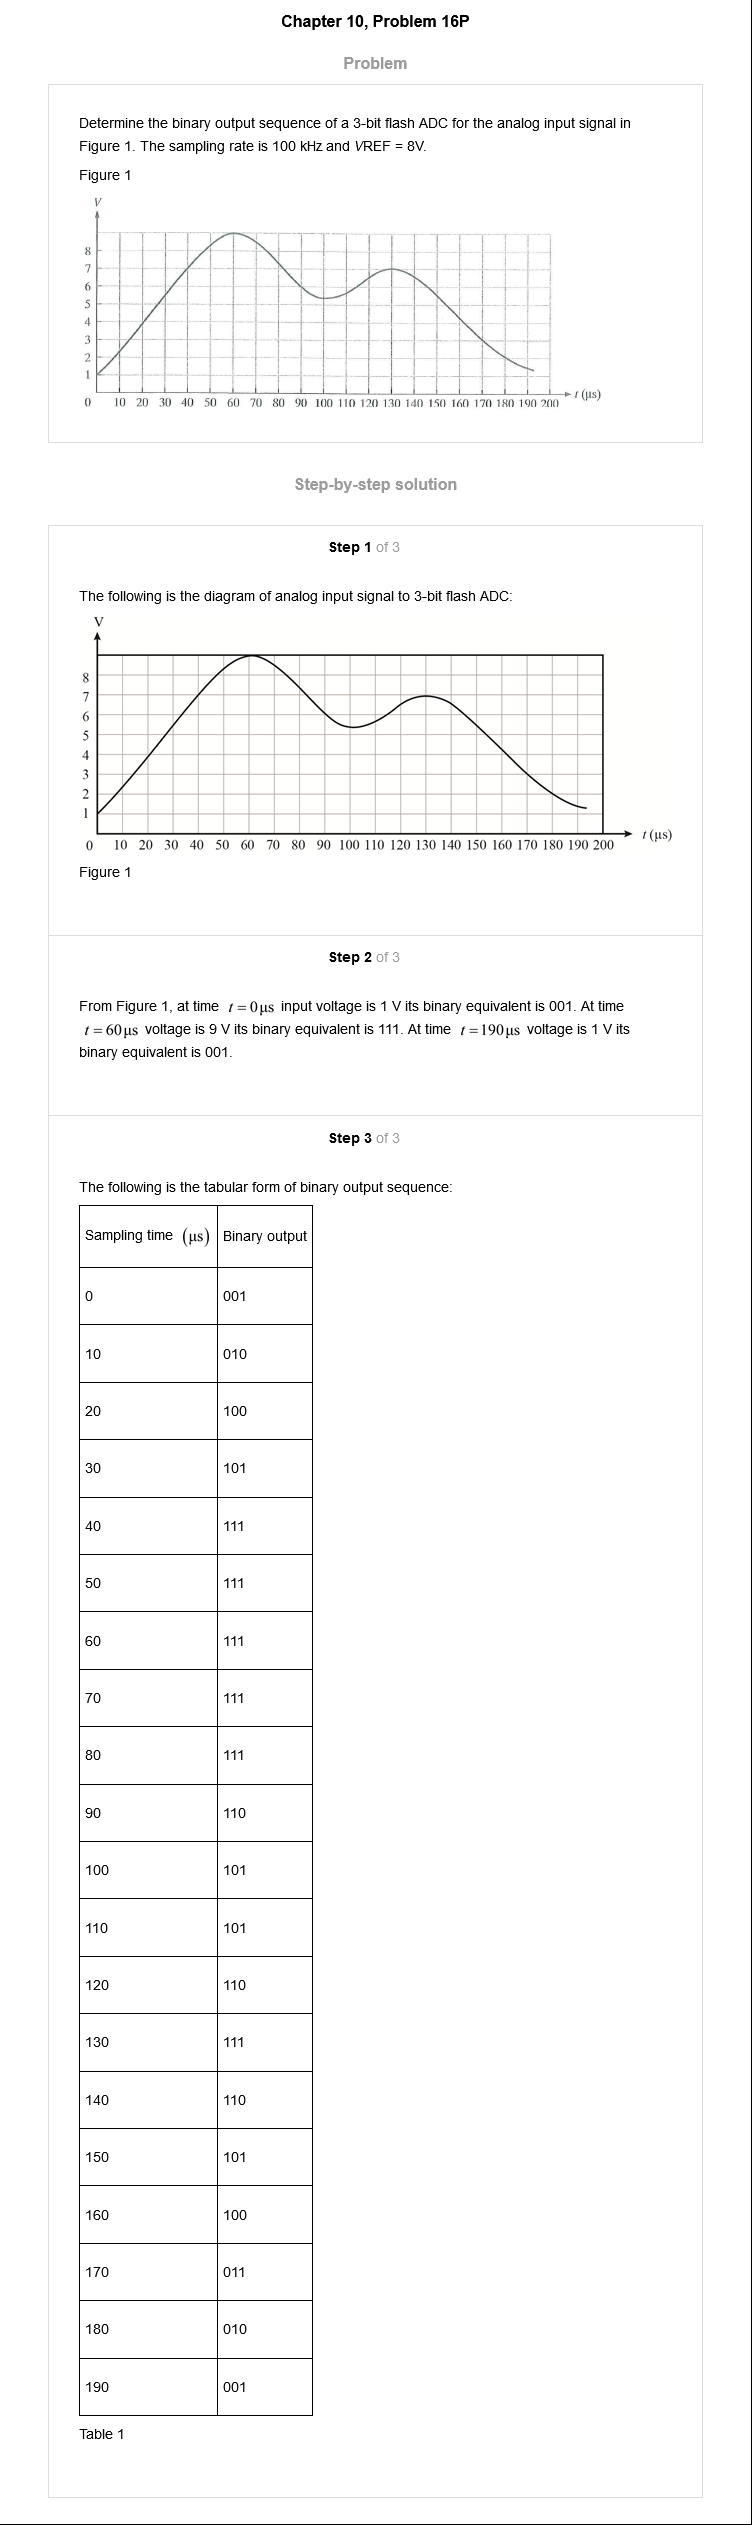 Chapter 10, Problem 16P
Problem
Determine the binary output sequence of a 3-bit flash ADC for the analog input signal in
Figure 1. The sampling rate is 100 kHz and VREF = 8V.
Figure 1
V
8
7
6
5
4
3
2
1
0 10 20 30 40 50 60 70 80 90 100 110 120 130 140 150 160 170 180 190 200 t (μs)
Step-by-step solution
Step 1 of 3
The following is the diagram of analog input signal to 3-bit flash ADC:
V
8
7
6
5
4
3
2
1
0 10 20 30 40 50 60 70 80 90 100 110 120 130 140 150 160 170 180 190 200 t (μs)
Figure 1
Step 2 of 3
From Figure 1, at time t = 0 μs input voltage is 1 V its binary equivalent is 001. At time
t = 60 μs voltage is 9 V its binary equivalent is 111. At time t = 190 μs voltage is 1 V its
binary equivalent is 001.
Step 3 of 3
The following is the tabular form of binary output sequence:
Sampling time (μs) Binary output
0 001
10 010
20 100
30 101
40 111
50 111
60 111
70 111
80 111
90 110
100 101
110 101
120 110
130 111
140 110
150 101
160 100
170 011
180 010
190 001
Table 1